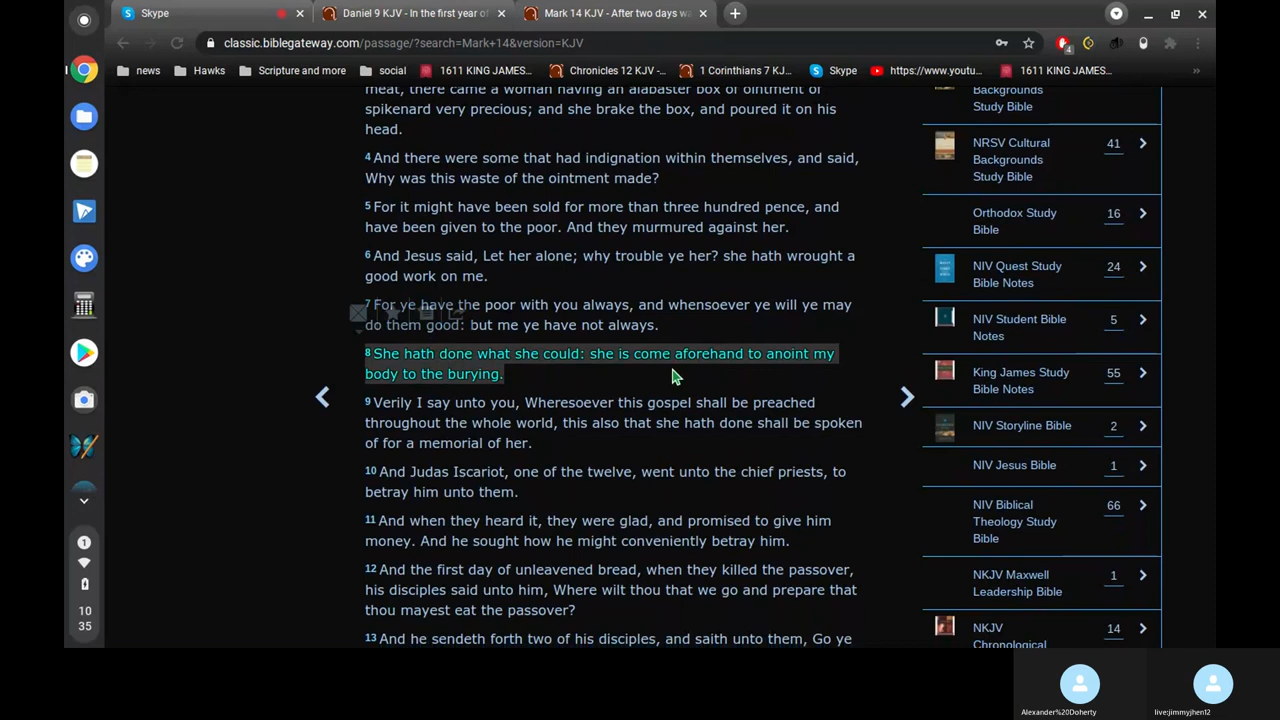 Skype
Daniel 9 KJV - In the first year of
Mark 14 KJV - After two days wa
classic.biblegateway.com/passage/?search=Mark+14&version=KJV
4
news
Hawks
Scripture and more
social
1611 KING JAMES...
Chronicles 12 KJV -...
1 Corinthians 7 KJ...
Skype
https://www.youtu...
1611 KING JAMES...
»
meat, there came a woman having an alabaster box of ointment of
spikenard very precious; and she brake the box, and poured it on his
head.
4 And there were some that had indignation within themselves, and said,
Why was this waste of the ointment made?
5 For it might have been sold for more than three hundred pence, and
have been given to the poor. And they murmured against her.
6 And Jesus said, Let her alone; why trouble ye her? she hath wrought a
good work on me.
7 For ye have the poor with you always, and whensoever ye will ye may
do them good: but me ye have not always.
8 She hath done what she could: she is come aforehand to anoint my
body to the burying.
9 Verily I say unto you, Wheresoever this gospel shall be preached
throughout the whole world, this also that she hath done shall be spoken
of for a memorial of her.
10 And Judas Iscariot, one of the twelve, went unto the chief priests, to
betray him unto them.
11 And when they heard it, they were glad, and promised to give him
money. And he sought how he might conveniently betray him.
12 And the first day of unleavened bread, when they killed the passover,
his disciples said unto him, Where wilt thou that we go and prepare that
thou mayest eat the passover?
13 And he sendeth forth two of his disciples, and saith unto them, Go ye
Backgrounds
Study Bible
NRSV Cultural
Backgrounds
Study Bible
41
Orthodox Study
Bible
16
NIV Quest Study
Bible Notes
24
NIV Student Bible
Notes
5
King James Study
Bible Notes
55
NIV Storyline Bible
2
NIV Jesus Bible
1
NIV Biblical
Theology Study
Bible
66
NKJV Maxwell
Leadership Bible
1
NKJV
Chronological
14
1
10
35
Alexander%20Doherty
live:jimmyjhen12